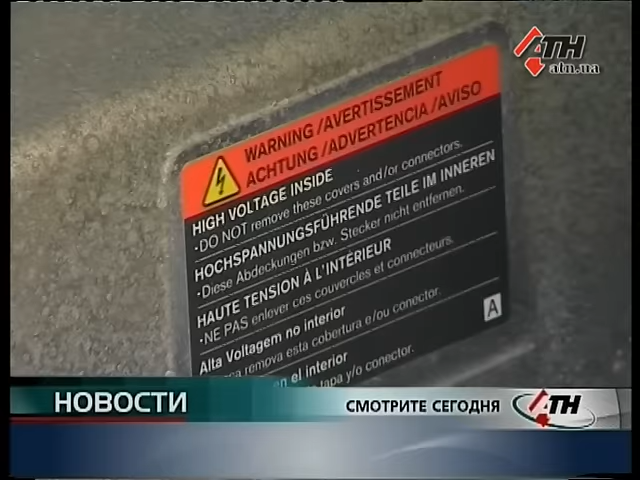 АТН
atn.ua
WARNING /AVERTISSEMENT
ACHTUNG /ADVERTENCIA /AVISO
HIGH VOLTAGE INSIDE
·DO NOT remove these covers and/or connectors.
HOCHSPANNUNGSFÜHRENDE TEILE IM INNEREN
·Diese Abdeckungen bzw. Stecker nicht entfernen.
HAUTE TENSION À L'INTÉRIEUR
·NE PAS enlever ces couvercles et connecteurs.
Alta Voltagem no interior
remova esta cobertura e/ou conector.
A
en el interior
tapa y/o conector.
НОВОСТИ
СМОТРИТЕ СЕГОДНЯ
АТН